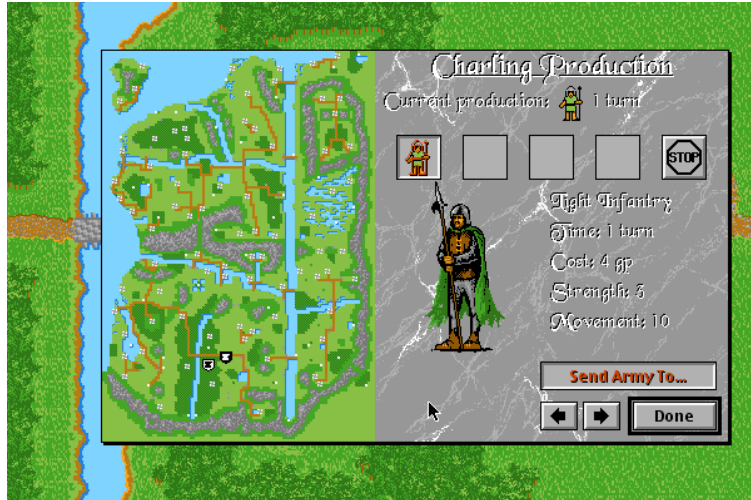 Charling Production
Current production: 1 turn
STOP
Light Infantry
Time: 1 turn
Cost: 4 gp
Strength: 3
Movement: 10
Send Army To...
Done